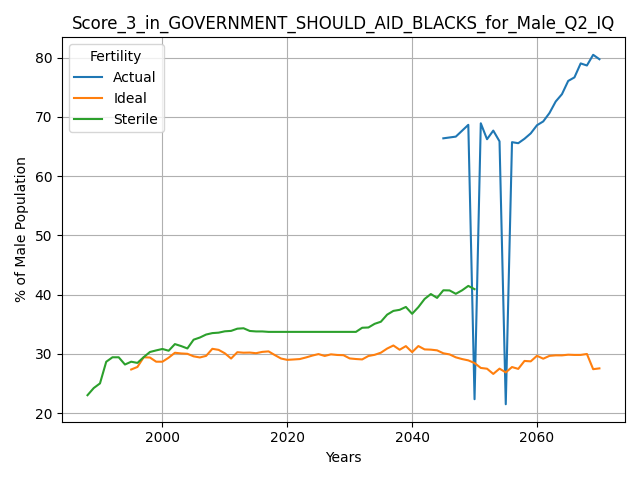 Score_3_in_GOVERNMENT_SHOULD_AID_BLACKS_for_Male_Q2_IQ
Fertility
Actual
Ideal
Sterile
% of Male Population
80
70
60
50
40
30
20
2000
2020
2040
2060
Years